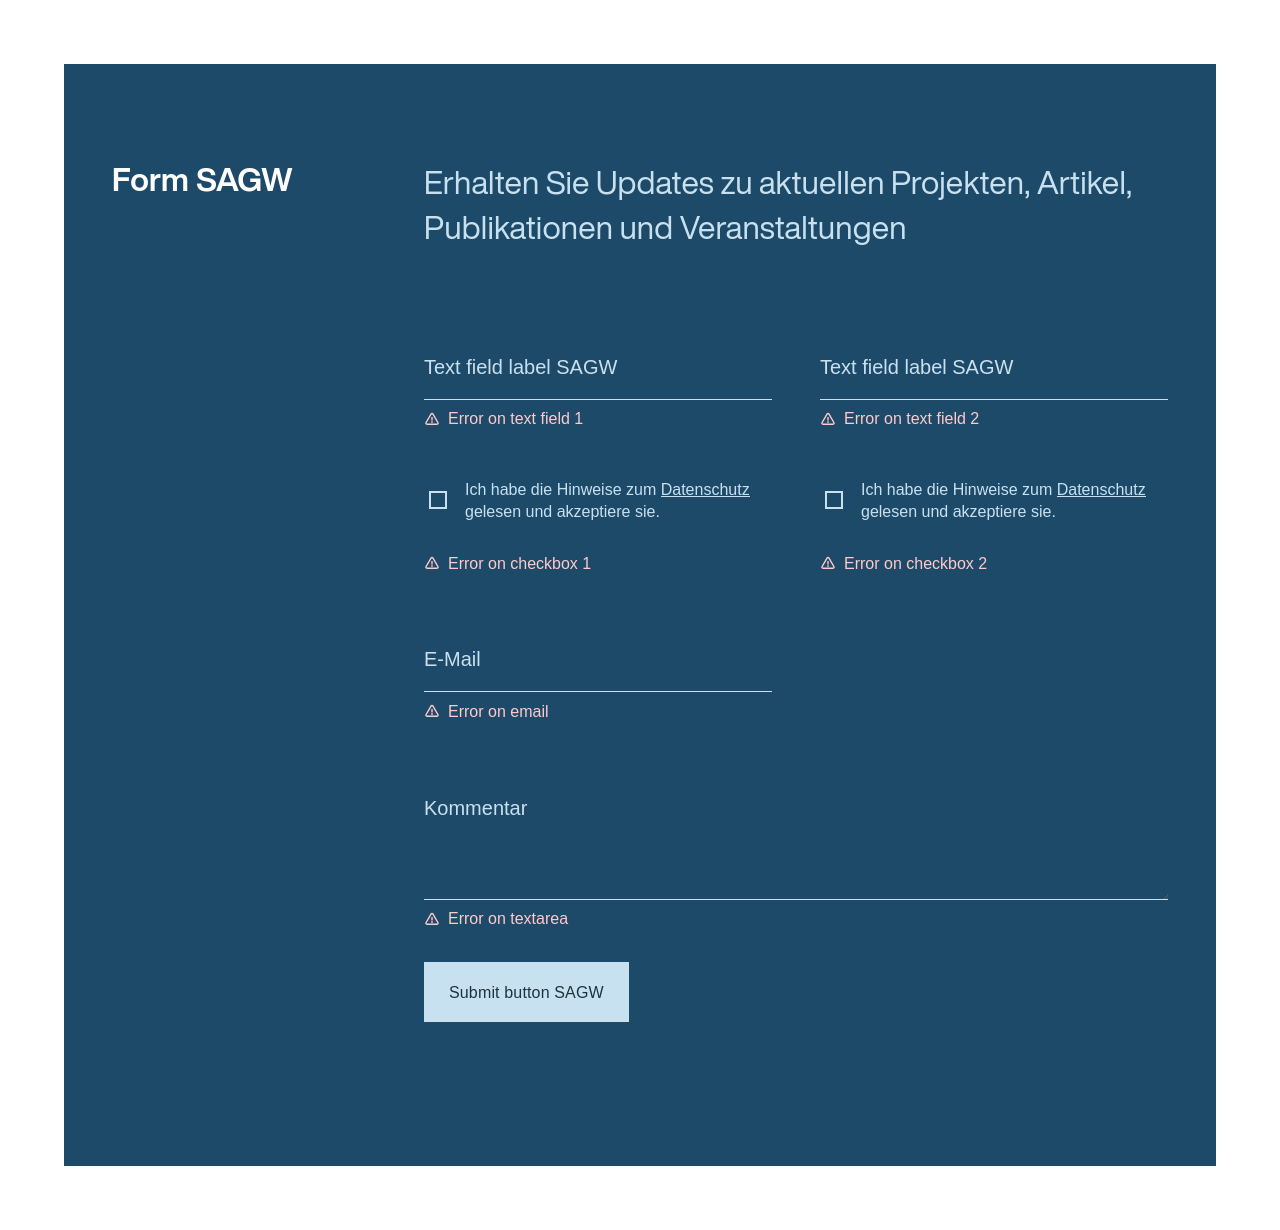 Form SAGW
Erhalten Sie Updates zu aktuellen Projekten, Artikel,
Publikationen und Veranstaltungen
Text field label SAGW
Error on text field 1
Text field label SAGW
Error on text field 2
Ich habe die Hinweise zum Datenschutz
gelesen und akzeptiere sie.
Error on checkbox 1
Ich habe die Hinweise zum Datenschutz
gelesen und akzeptiere sie.
Error on checkbox 2
E-Mail
Error on email
Kommentar
Error on textarea
Submit button SAGW